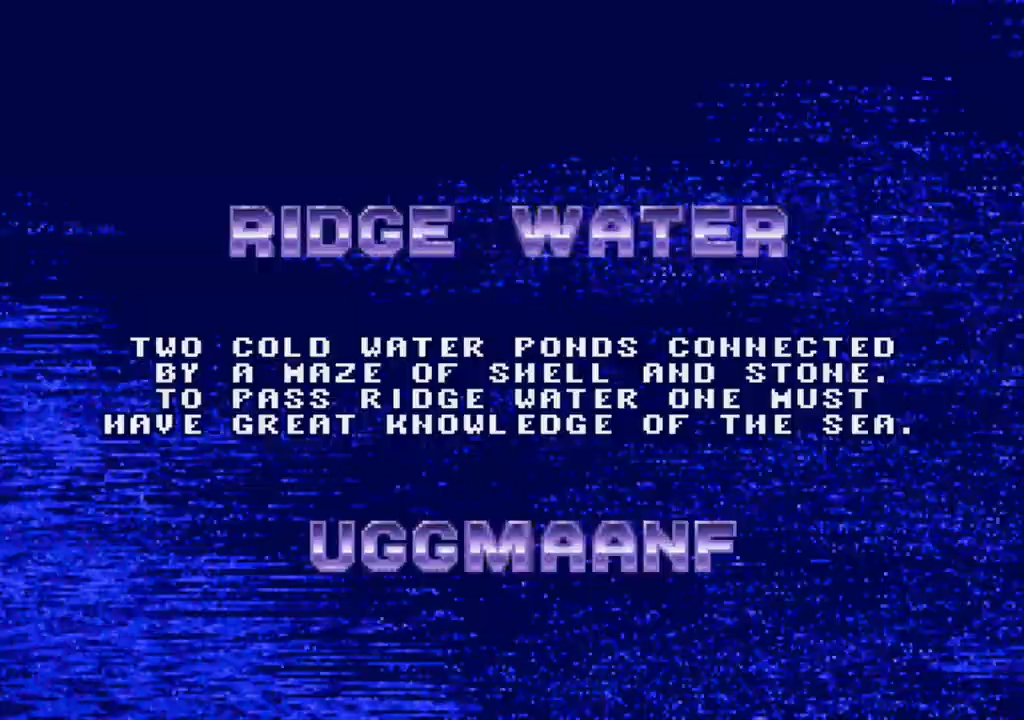 RIDGE WATER
TWO COLD WATER PONDS CONNECTED
BY A MAZE OF SHELL AND STONE.
TO PASS RIDGE WATER ONE MUST
HAVE GREAT KNOWLEDGE OF THE SEA.
UGGMAANF